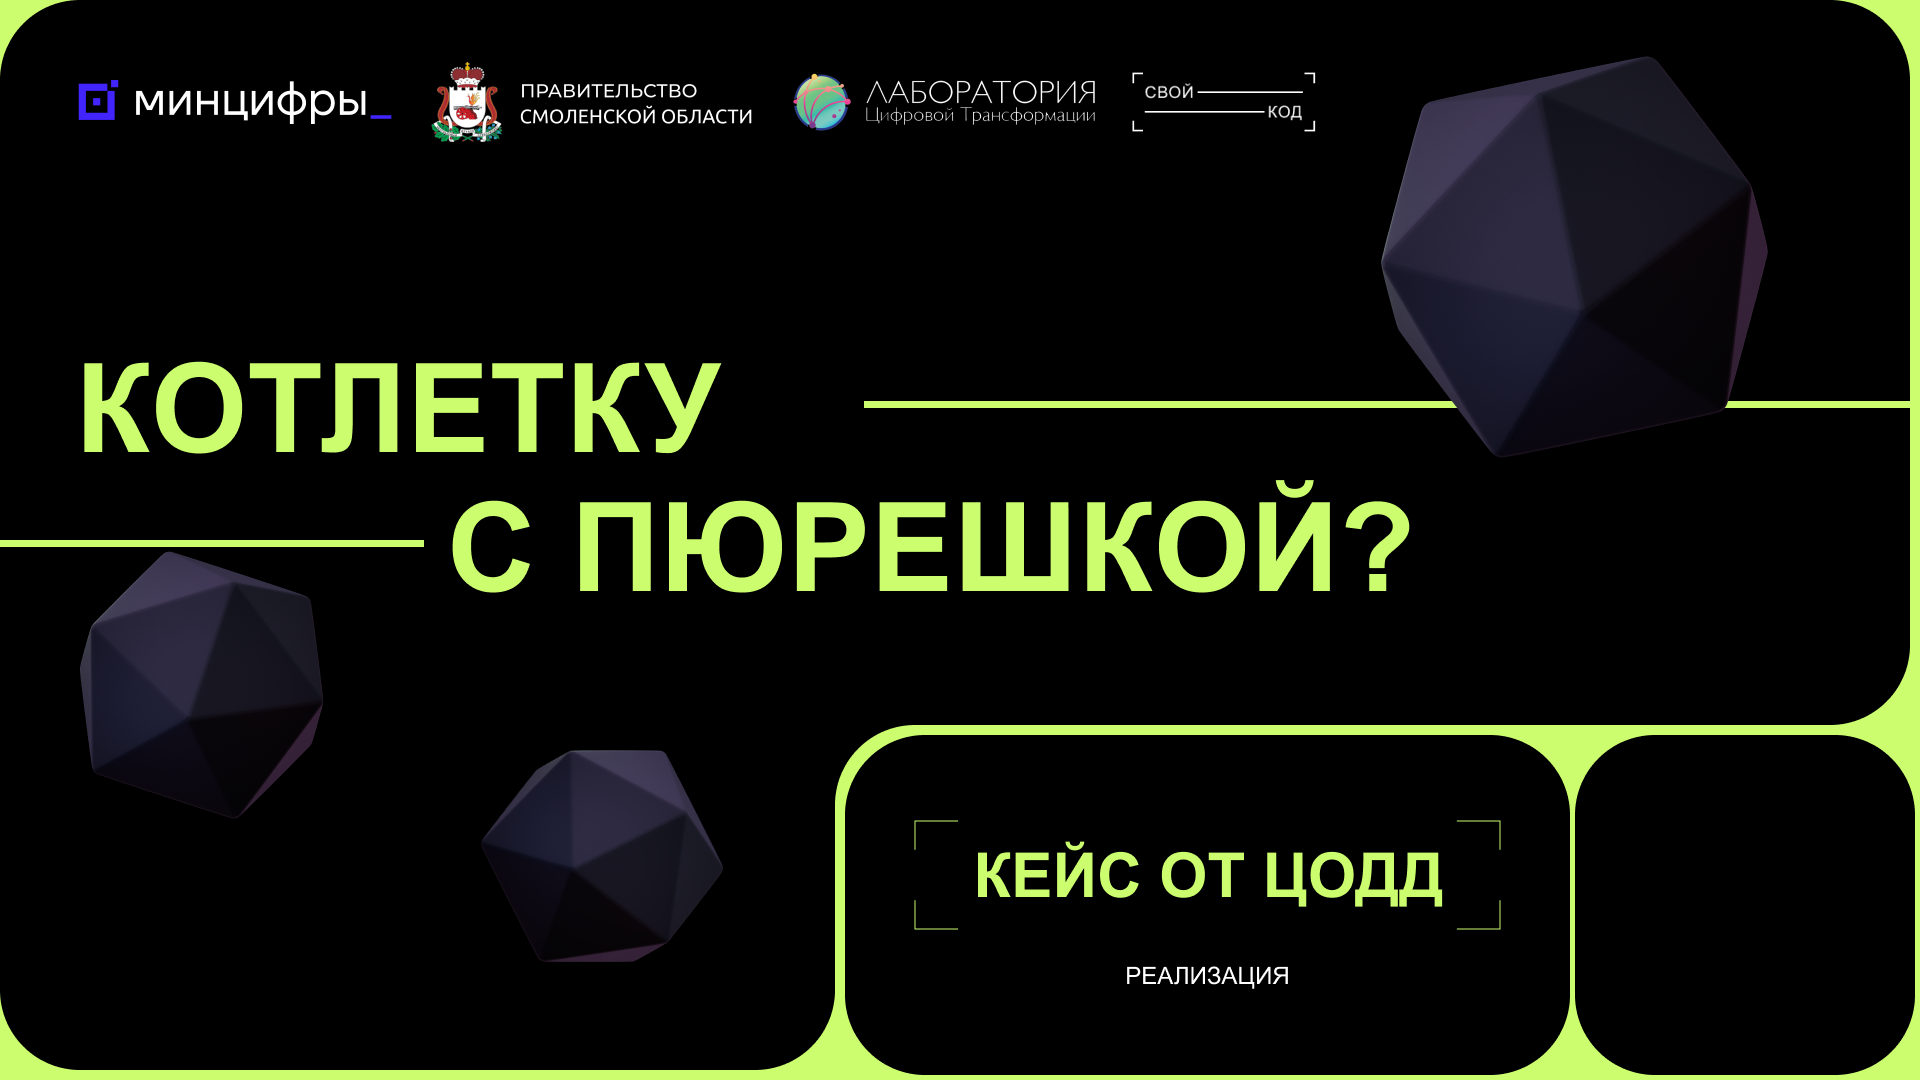 минцифры_
ПРАВИТЕЛЬСТВО
СМОЛЕНСКОЙ ОБЛАСТИ
ЛАБОРАТОРИЯ
Цифровой Трансформации
СВОЙ
КОД
КОТЛЕТКУ
С ПЮРЕШКОЙ?
КЕЙС ОТ ЦОДД
РЕАЛИЗАЦИЯ